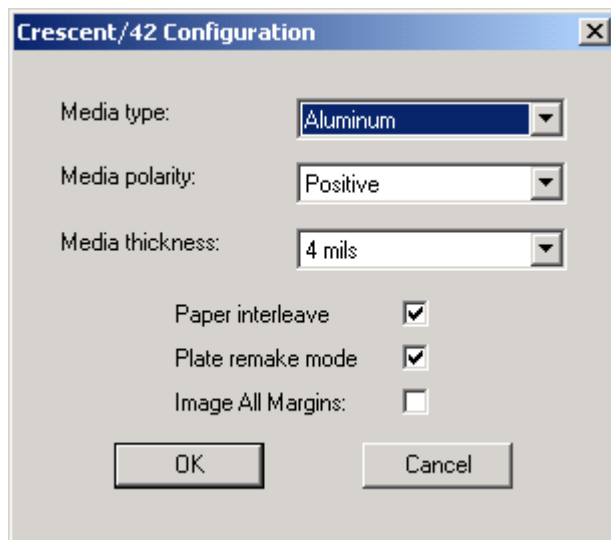 Crescent/42 Configuration
Media type: Aluminum
Media polarity: Positive
Media thickness: 4 mils
Paper interleave
Plate remake mode
Image All Margins:
OK Cancel